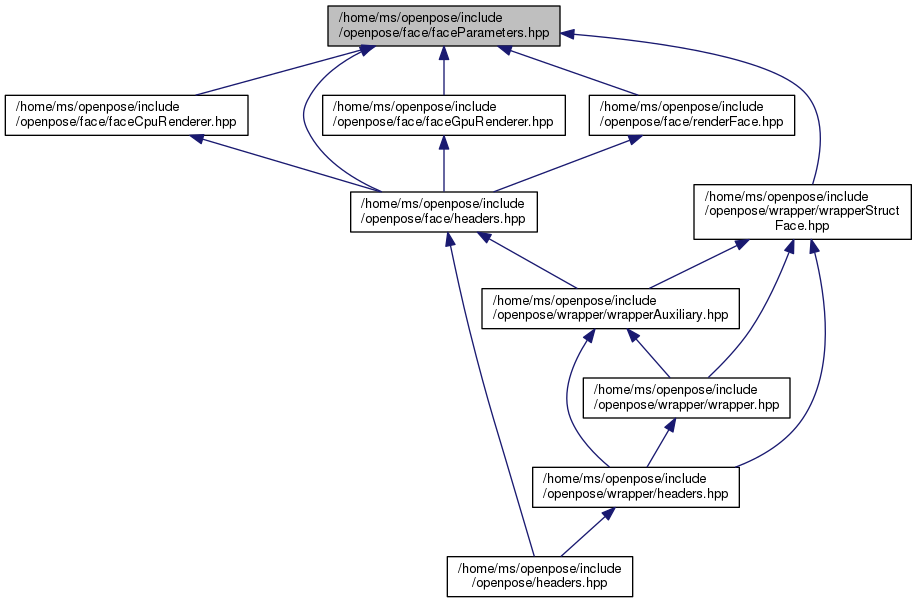 /home/ms/openpose/include
/openpose/face/faceParameters.hpp
/home/ms/openpose/include
/openpose/face/faceCpuRenderer.hpp
/home/ms/openpose/include
/openpose/face/faceGpuRenderer.hpp
/home/ms/openpose/include
/openpose/face/renderFace.hpp
/home/ms/openpose/include
/openpose/face/headers.hpp
/home/ms/openpose/include
/openpose/wrapper/wrapperStruct
Face.hpp
/home/ms/openpose/include
/openpose/wrapper/wrapperAuxiliary.hpp
/home/ms/openpose/include
/openpose/wrapper/wrapper.hpp
/home/ms/openpose/include
/openpose/wrapper/headers.hpp
/home/ms/openpose/include
/openpose/headers.hpp